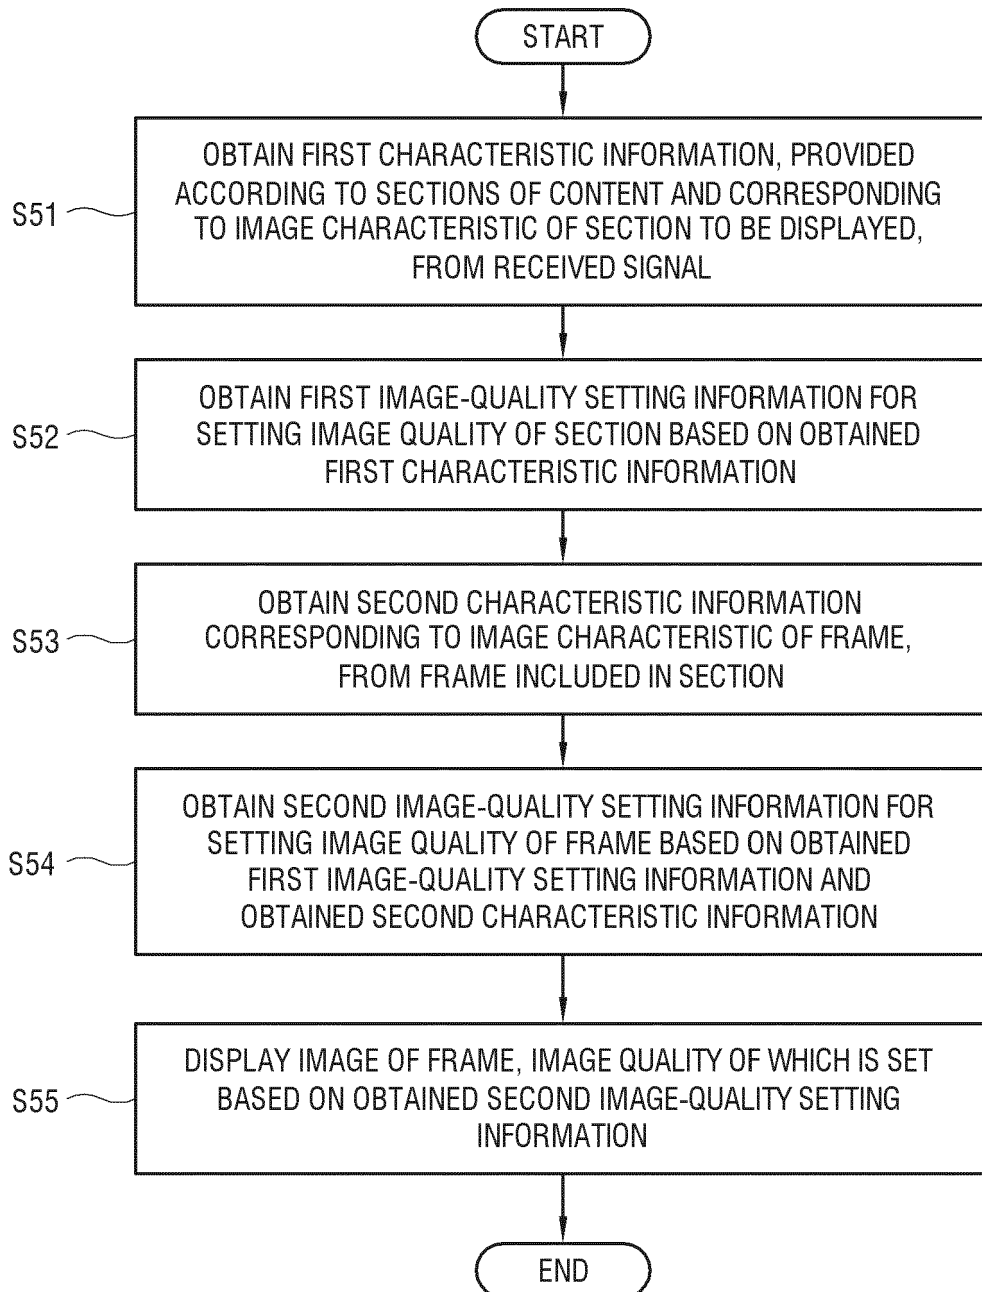 START
S51
OBTAIN FIRST CHARACTERISTIC INFORMATION, PROVIDED
ACCORDING TO SECTIONS OF CONTENT AND CORRESPONDING
TO IMAGE CHARACTERISTIC OF SECTION TO BE DISPLAYED,
FROM RECEIVED SIGNAL
S52
OBTAIN FIRST IMAGE-QUALITY SETTING INFORMATION FOR
SETTING IMAGE QUALITY OF SECTION BASED ON OBTAINED
FIRST CHARACTERISTIC INFORMATION
S53
OBTAIN SECOND CHARACTERISTIC INFORMATION
CORRESPONDING TO IMAGE CHARACTERISTIC OF FRAME,
FROM FRAME INCLUDED IN SECTION
S54
OBTAIN SECOND IMAGE-QUALITY SETTING INFORMATION FOR
SETTING IMAGE QUALITY OF FRAME BASED ON OBTAINED
FIRST IMAGE-QUALITY SETTING INFORMATION AND
OBTAINED SECOND CHARACTERISTIC INFORMATION
S55
DISPLAY IMAGE OF FRAME, IMAGE QUALITY OF WHICH IS SET
BASED ON OBTAINED SECOND IMAGE-QUALITY SETTING
INFORMATION
END